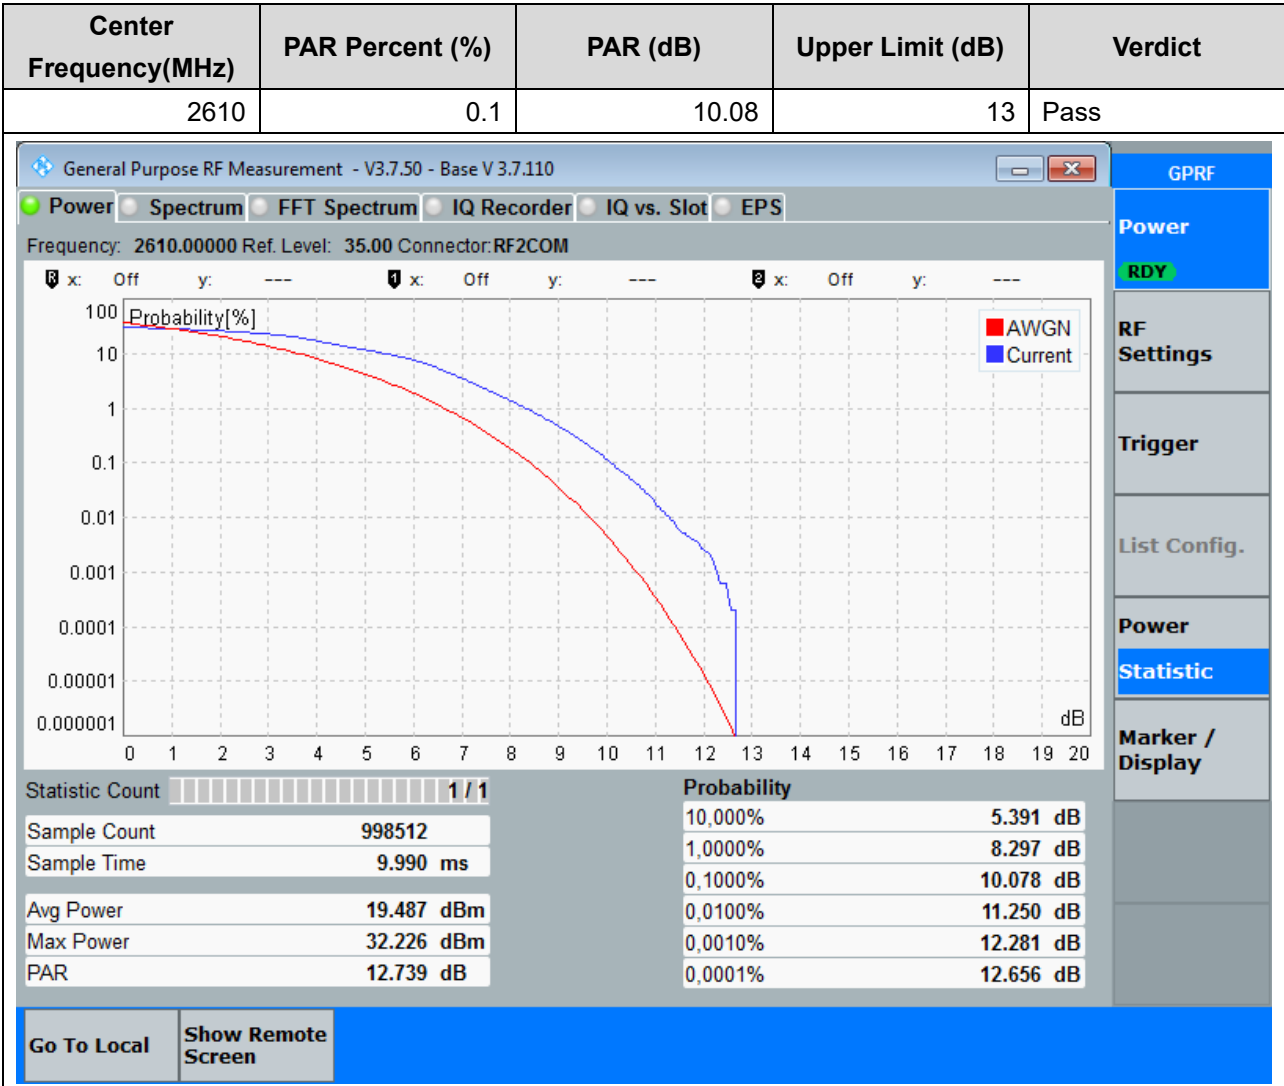 Center Frequency(MHz) PAR Percent (%) PAR (dB) Upper Limit (dB) Verdict
2610 0.1 10.08 13 Pass
General Purpose RF Measurement - V3.7.50 - Base V 3.7.110
GPRF
Power Spectrum FFT Spectrum IQ Recorder IQ vs. Slot EPS
Frequency: 2610.00000 Ref. Level: 35.00 Connector:RF2COM
R x: Off y: --- 1 x: Off y: --- 2 x: Off y: ---
Probability[%]
100
10
1
0.1
0.01
0.001
0.0001
0.00001
0.000001
AWGN
Current
dB
0 1 2 3 4 5 6 7 8 9 10 11 12 13 14 15 16 17 18 19 20
Statistic Count 1 / 1
Sample Count 998512
Sample Time 9.990 ms
Avg Power 19.487 dBm
Max Power 32.226 dBm
PAR 12.739 dB
Probability
10,000% 5.391 dB
1,0000% 8.297 dB
0,1000% 10.078 dB
0,0100% 11.250 dB
0,0010% 12.281 dB
0,0001% 12.656 dB
Power
RDY
RF
Settings
Trigger
List Config.
Power
Statistic
Marker /
Display
Go To Local
Show Remote
Screen